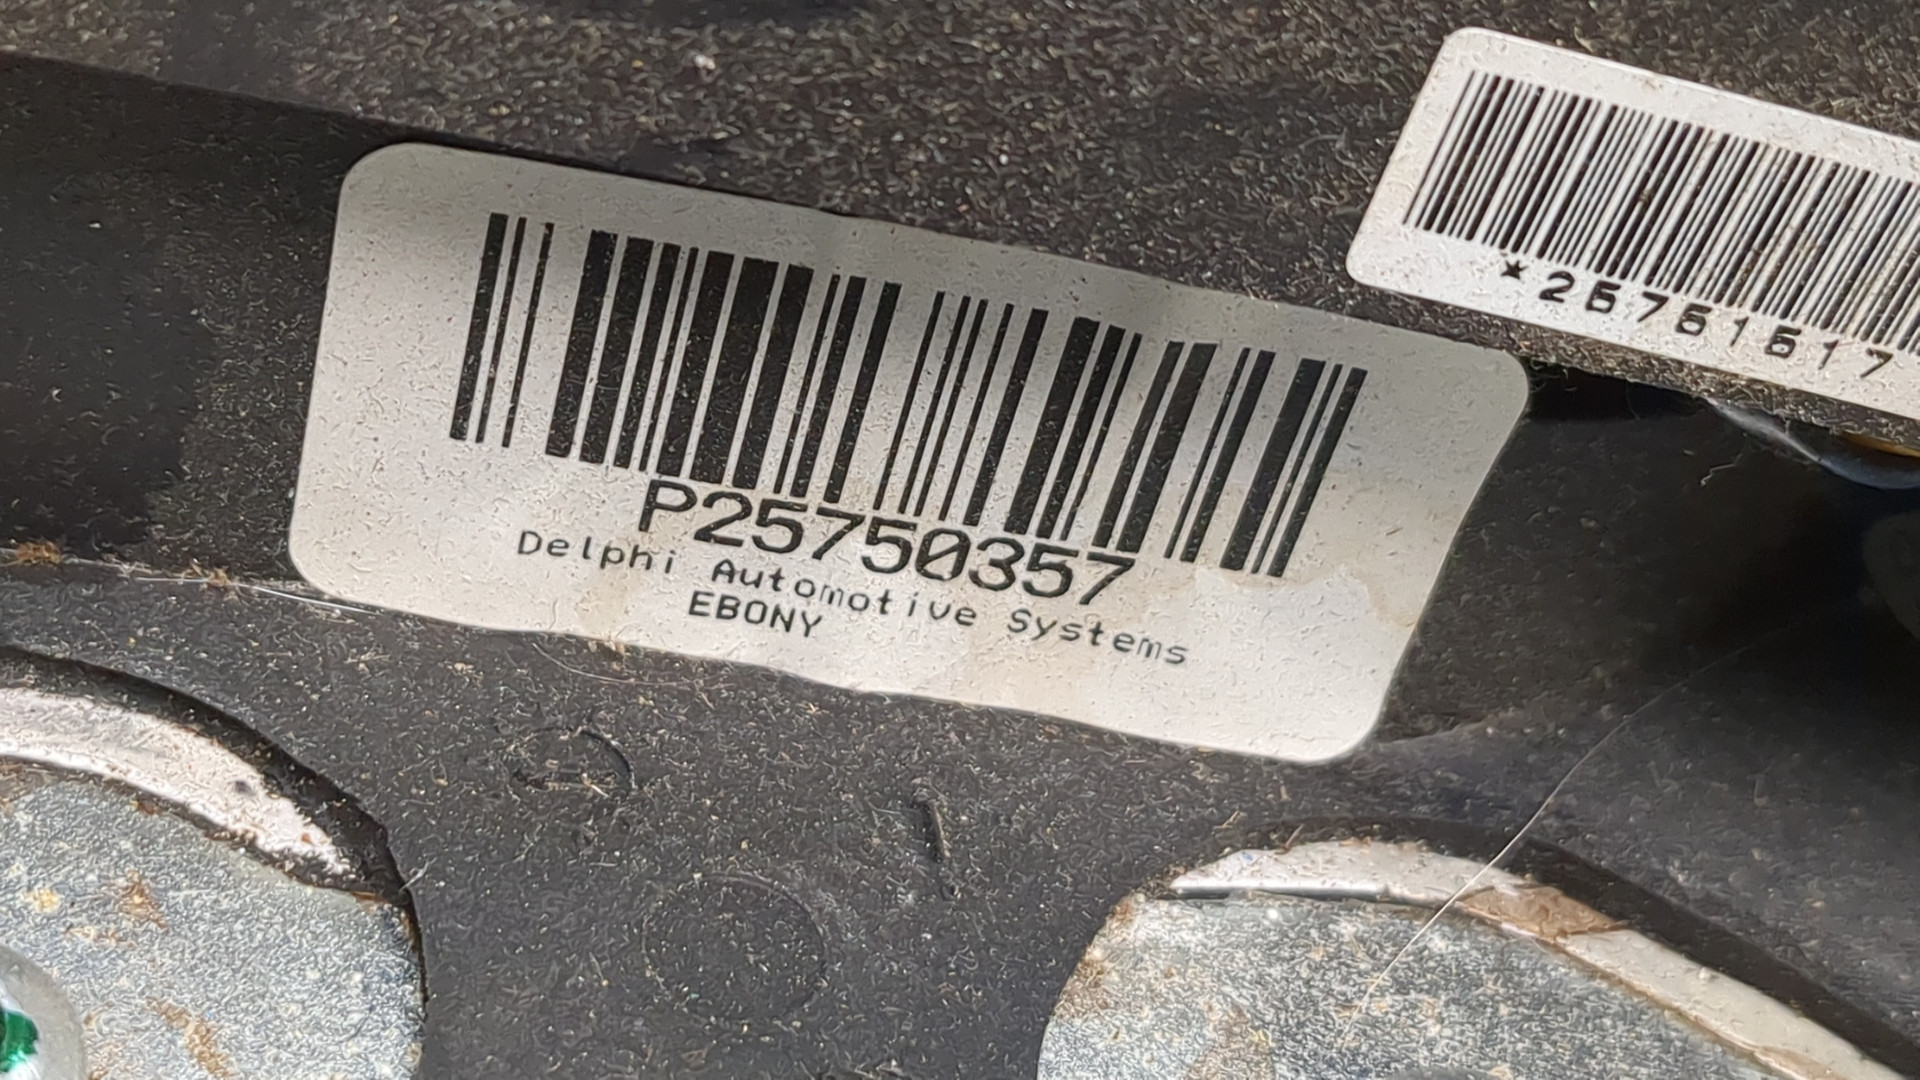 P25750357
Delphi Automotive Systems
EBONY
*25751517